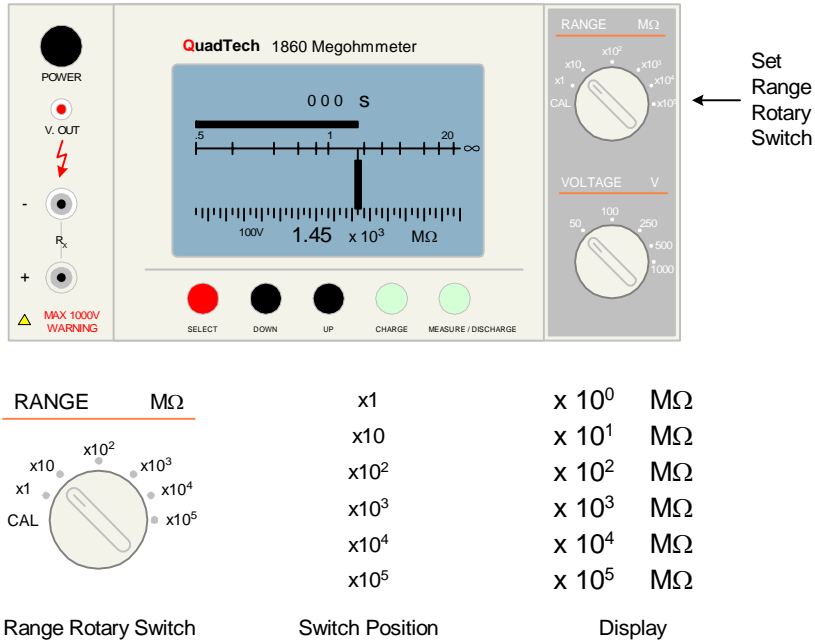 QuadTech 1860 Megohmmeter
POWER
V. OUT
-
Rx
+
MAX 1000V
WARNING
000 S
.5 1 20 ∞
100V 1.45 x 10³ MΩ
SELECT DOWN UP CHARGE MEASURE / DISCHARGE
RANGE MΩ
CAL x1 x10 x10² x10³ x10⁴ x10⁵
VOLTAGE V
50 100 250 500 1000
Set
Range
Rotary
Switch
RANGE MΩ
CAL x1 x10 x10² x10³ x10⁴ x10⁵
x1 x 10⁰ MΩ
x10 x 10¹ MΩ
x10² x 10² MΩ
x10³ x 10³ MΩ
x10⁴ x 10⁴ MΩ
x10⁵ x 10⁵ MΩ
Range Rotary Switch Switch Position Display